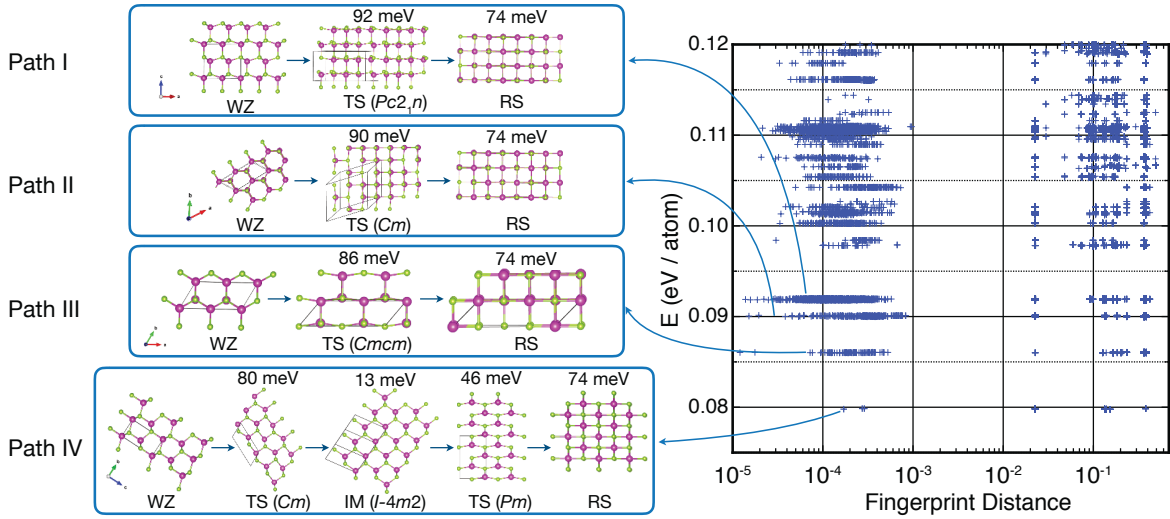 Path I
92 meV
74 meV
WZ
TS (Pc2₁n)
RS
Path II
90 meV
74 meV
WZ
TS (Cm)
RS
Path III
86 meV
74 meV
WZ
TS (Cmcm)
RS
Path IV
80 meV
13 meV
46 meV
74 meV
WZ
TS (Cm)
IM (I-4m2)
TS (Pm)
RS
E (eV / atom)
0.12
0.11
0.10
0.09
0.08
10⁻⁵
10⁻⁴
10⁻³
10⁻²
10⁻¹
Fingerprint Distance